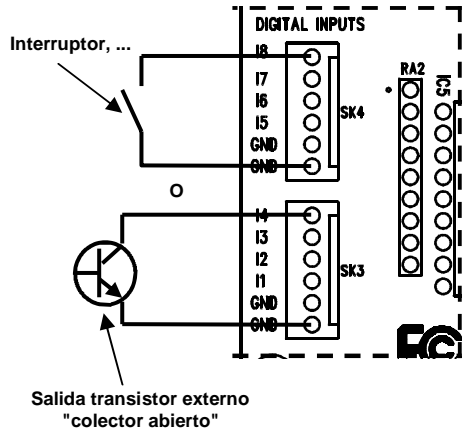 DIGITAL INPUTS
Interruptor, ...
I8
I7
I6
I5
GND
GND
SK4
RA2
IC5
O
I4
I3
I2
I1
GND
GND
SK3
FC
Salida transistor externo
"colector abierto"